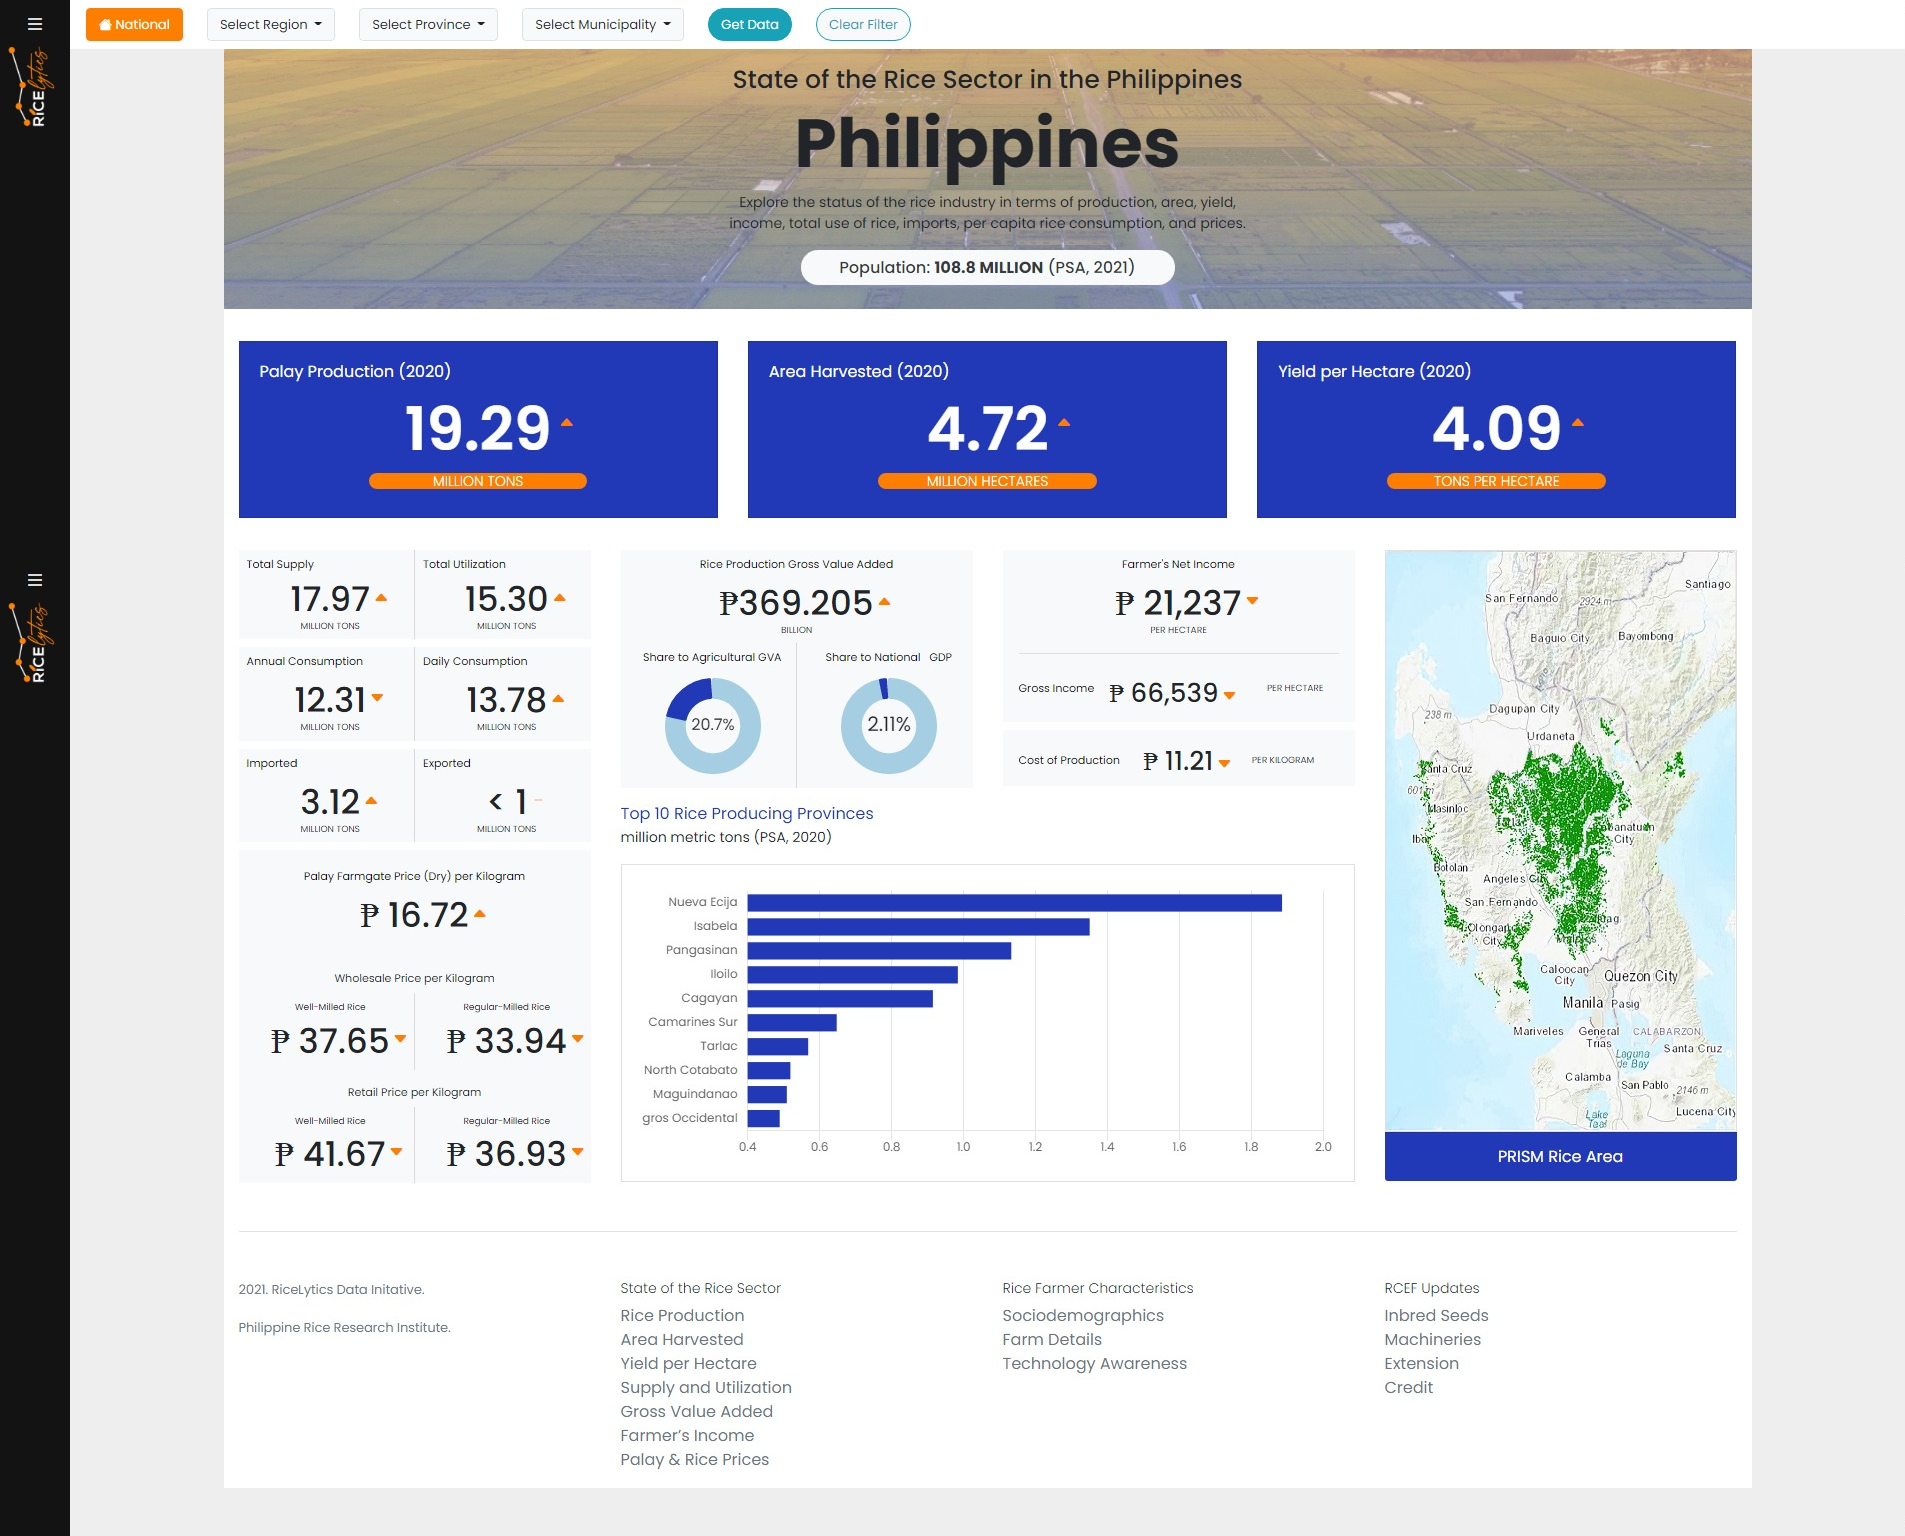 National
Select Region
Select Province
Select Municipality
Get Data
Clear Filter
RiCE lytics
State of the Rice Sector in the Philippines
Philippines
Explore the status of the rice industry in terms of production, area, yield,
income, total use of rice, imports, per capita rice consumption, and prices.
Population: 108.8 MILLION (PSA, 2021)
Palay Production (2020)
19.29
MILLION TONS
Area Harvested (2020)
4.72
MILLION HECTARES
Yield per Hectare (2020)
4.09
TONS PER HECTARE
RiCE lytics
Total Supply
17.97
MILLION TONS
Total Utilization
15.30
MILLION TONS
Annual Consumption
12.31
MILLION TONS
Daily Consumption
13.78
MILLION TONS
Imported
3.12
MILLION TONS
Exported
< 1
MILLION TONS
Palay Farmgate Price (Dry) per Kilogram
₱ 16.72
Wholesale Price per Kilogram
Well-Milled Rice
₱ 37.65
Regular-Milled Rice
₱ 33.94
Retail Price per Kilogram
Well-Milled Rice
₱ 41.67
Regular-Milled Rice
₱ 36.93
Rice Production Gross Value Added
₱369.205
BILLION
Share to Agricultural GVA
20.7%
Share to National GDP
2.11%
Farmer's Net Income
₱ 21,237
PER HECTARE
Gross Income ₱ 66,539 PER HECTARE
Cost of Production ₱ 11.21 PER KILOGRAM
Top 10 Rice Producing Provinces
million metric tons (PSA, 2020)
Nueva Ecija
Isabela
Pangasinan
Iloilo
Cagayan
Camarines Sur
Tarlac
North Cotabato
Maguindanao
gros Occidental
0.4 0.6 0.8 1.0 1.2 1.4 1.6 1.8 2.0
Santiago
San Fernando
2924 m
Baguio City
Bayombong
Dagupan City
238 m
Urdaneta
anta Cruz
601 m
Masinloc
Iba
anatuan
City
Botolan
Angeles City
San Fernando
Olongapo
City
Malolos
Caloocan
City
Quezon City
Manila
Pasig
Mariveles
General
Trias
CALABARZON
Laguna
de Bay
Santa Cruz
Calamba
San Pablo
2146 m
Lake
Taal
Lucena City
PRISM Rice Area
2021. RiceLytics Data Initative.
Philippine Rice Research Institute.
State of the Rice Sector
Rice Production
Area Harvested
Yield per Hectare
Supply and Utilization
Gross Value Added
Farmer’s Income
Palay & Rice Prices
Rice Farmer Characteristics
Sociodemographics
Farm Details
Technology Awareness
RCEF Updates
Inbred Seeds
Machineries
Extension
Credit